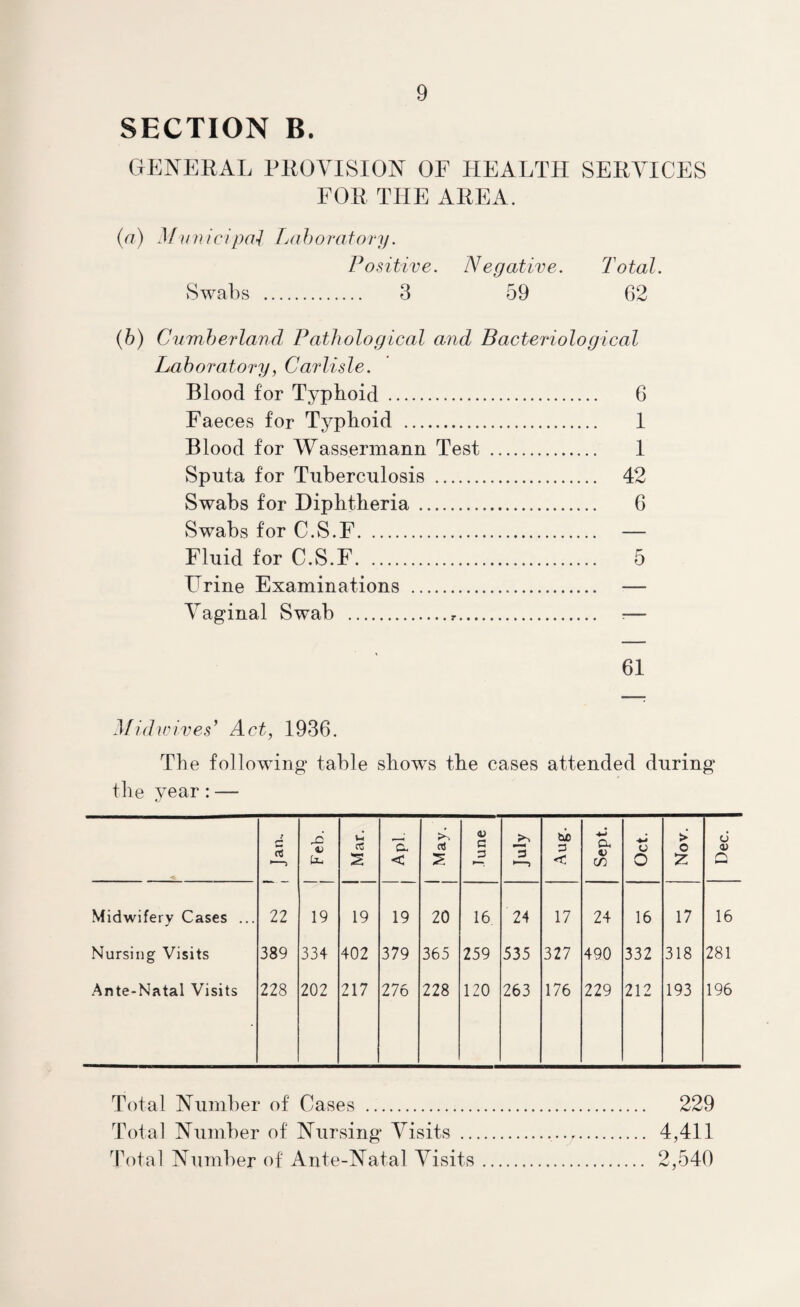 9
SECTION B.
GENERAL PROVISION OF HEALTH SERVICES
FOR THE AREA.
(a) Municipal Laboratory.
Positive. Negative. Total.
Swabs ............. 3 59 62
(b) Cumberland Pathological and Bacteriological
Laboratory, Carlisle.
Blood for Typhoid ........................... 6
Faeces for Typhoid ......................... 1
Blood for Wassermann Test .............. 1
Sputa for Tuberculosis ..................... 42
Swabs for Diphtheria ....................... 6
Swabs for C.S.F. ............................. —
Fluid for C.S.F. .............................. 5
Urine Examinations ........................ —
Vaginal Swab ................................. —
61
Midwives' Act, 1936.
The following table shows the cases attended during
the year : —
Jan. Feb. Mar. Apl. May. June July Aug. Sept. Oct. Nov. Dec.
Midwifery Cases ... 22 19 19 19 20 16 24 17 24 16 17 16
Nursing Visits 389 334 402 379 365 259 535 327 490 332 318 281
Ante-Natal Visits 228 202 217 276 228 120 263 176 229 212 193 196
Total Number of Cases ..................................... 229
Total Number of Nursing Visits ........................ 4,411
Total Number of Ante-Natal Visits ..................... 2,540